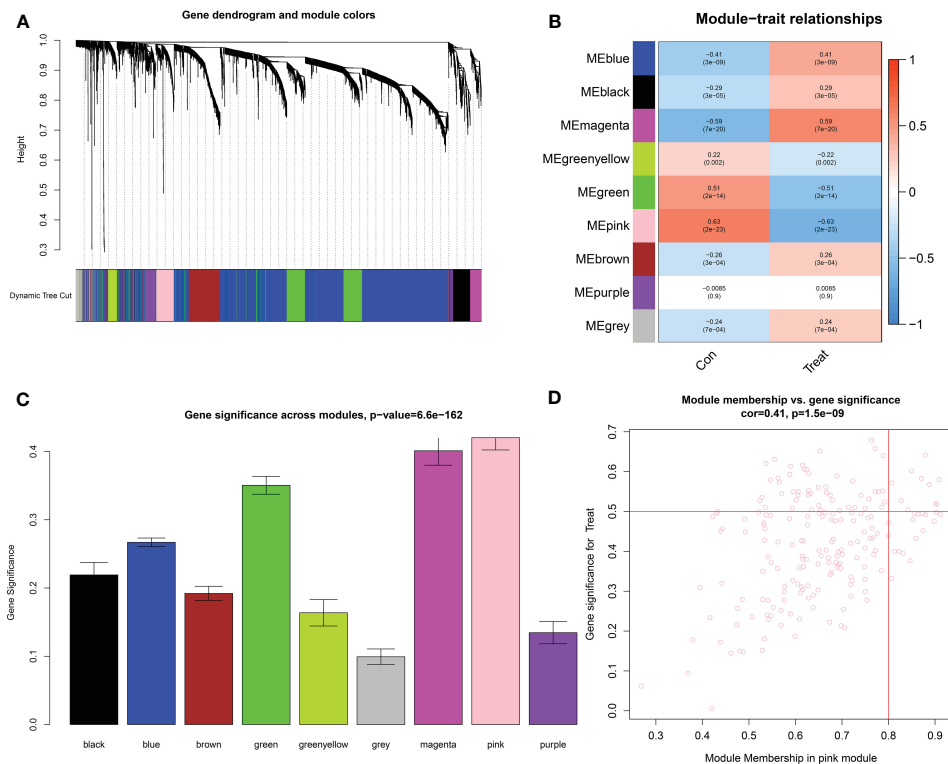 A
Gene dendrogram and module colors
1.0
0.9
0.8
0.7
0.6
0.5
0.4
0.3
Height
Dynamic Tree Cut
B
Module−trait relationships
MEblue
−0.41
(3e−09)
0.41
(3e−09)
MEblack
−0.29
(3e−05)
0.29
(3e−05)
MEmagenta
−0.59
(7e−20)
0.59
(7e−20)
MEgreenyellow
0.22
(0.002)
−0.22
(0.002)
MEgreen
0.51
(2e−14)
−0.51
(2e−14)
MEpink
0.63
(2e−23)
−0.63
(2e−23)
MEbrown
−0.26
(3e−04)
0.26
(3e−04)
MEpurple
−0.0085
(0.9)
0.0085
(0.9)
MEgrey
−0.24
(7e−04)
0.24
(7e−04)
Con
Treat
1
0.5
0
−0.5
−1
C
Gene significance across modules, p−value=6.6e−162
0.4
0.3
0.2
0.1
0.0
Gene Significance
black
blue
brown
green
greenyellow
grey
magenta
pink
purple
D
Module membership vs. gene significance
cor=0.41, p=1.5e−09
0.7
0.6
0.5
0.4
0.3
0.2
0.1
0.0
Gene significance for Treat
0.3
0.4
0.5
0.6
0.7
0.8
0.9
Module Membership in pink module